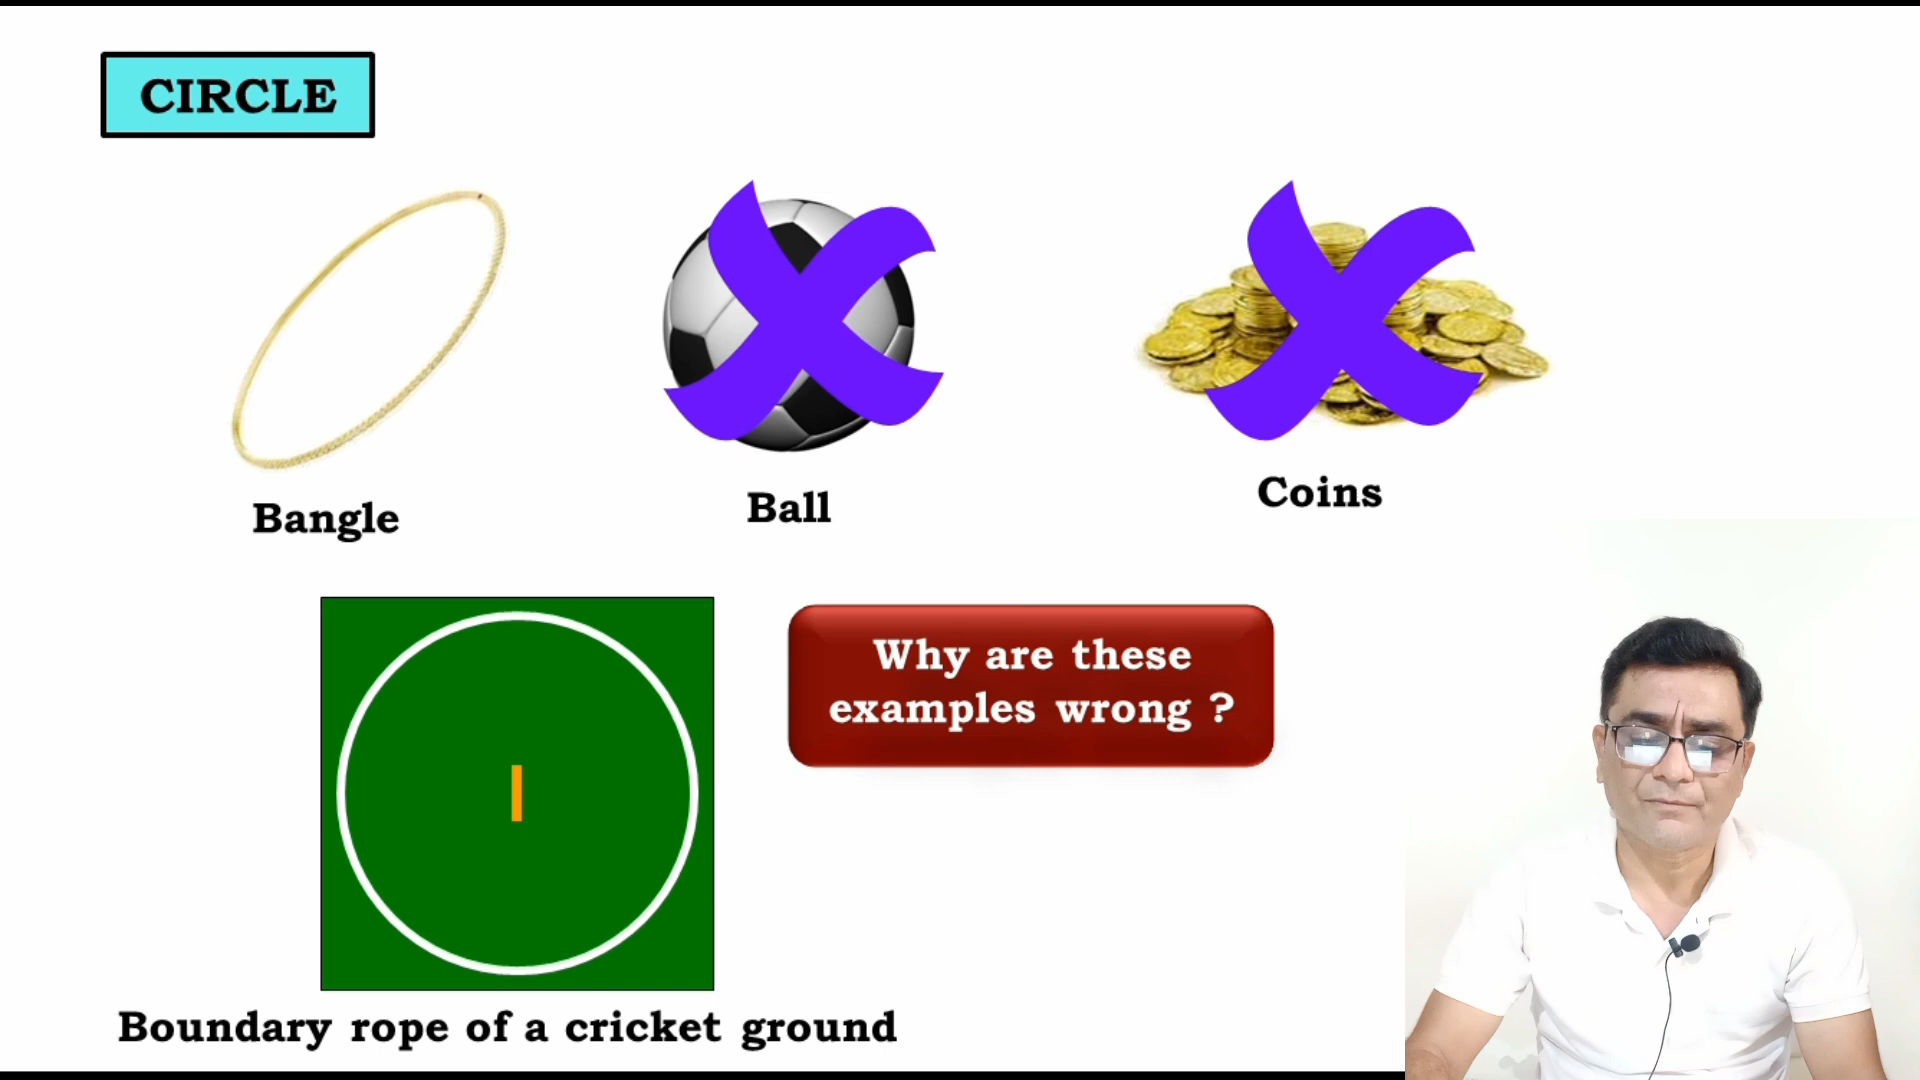 CIRCLE
Bangle
Ball
Coins
Why are these
examples wrong ?
Boundary rope of a cricket ground